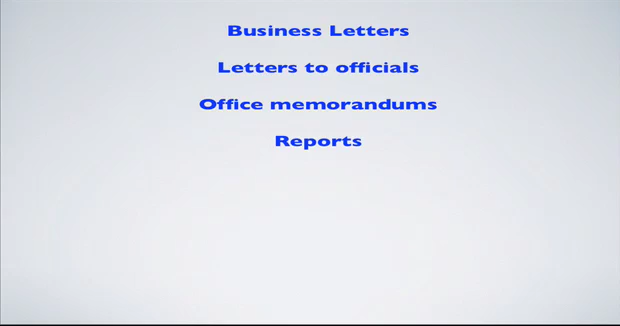 Business Letters
Letters to officials
Office memorandums
Reports